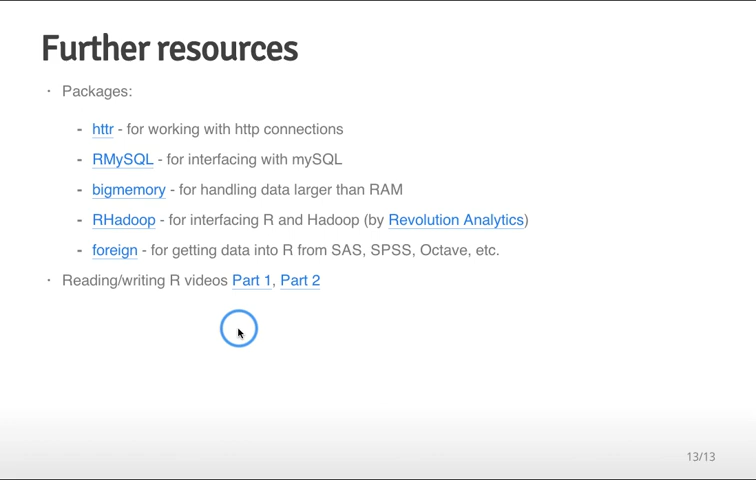 Further resources
· Packages:
- httr - for working with http connections
- RMySQL - for interfacing with mySQL
- bigmemory - for handling data larger than RAM
- RHadoop - for interfacing R and Hadoop (by Revolution Analytics)
- foreign - for getting data into R from SAS, SPSS, Octave, etc.
· Reading/writing R videos Part 1, Part 2
13/13